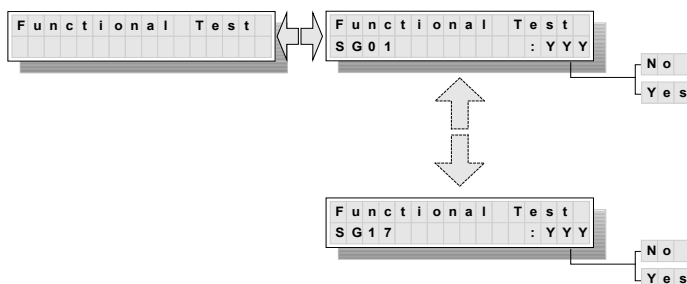 Functional Test
Functional Test
SG01 :YYY
No
Yes
Functional Test
SG17 :YYY
No
Yes